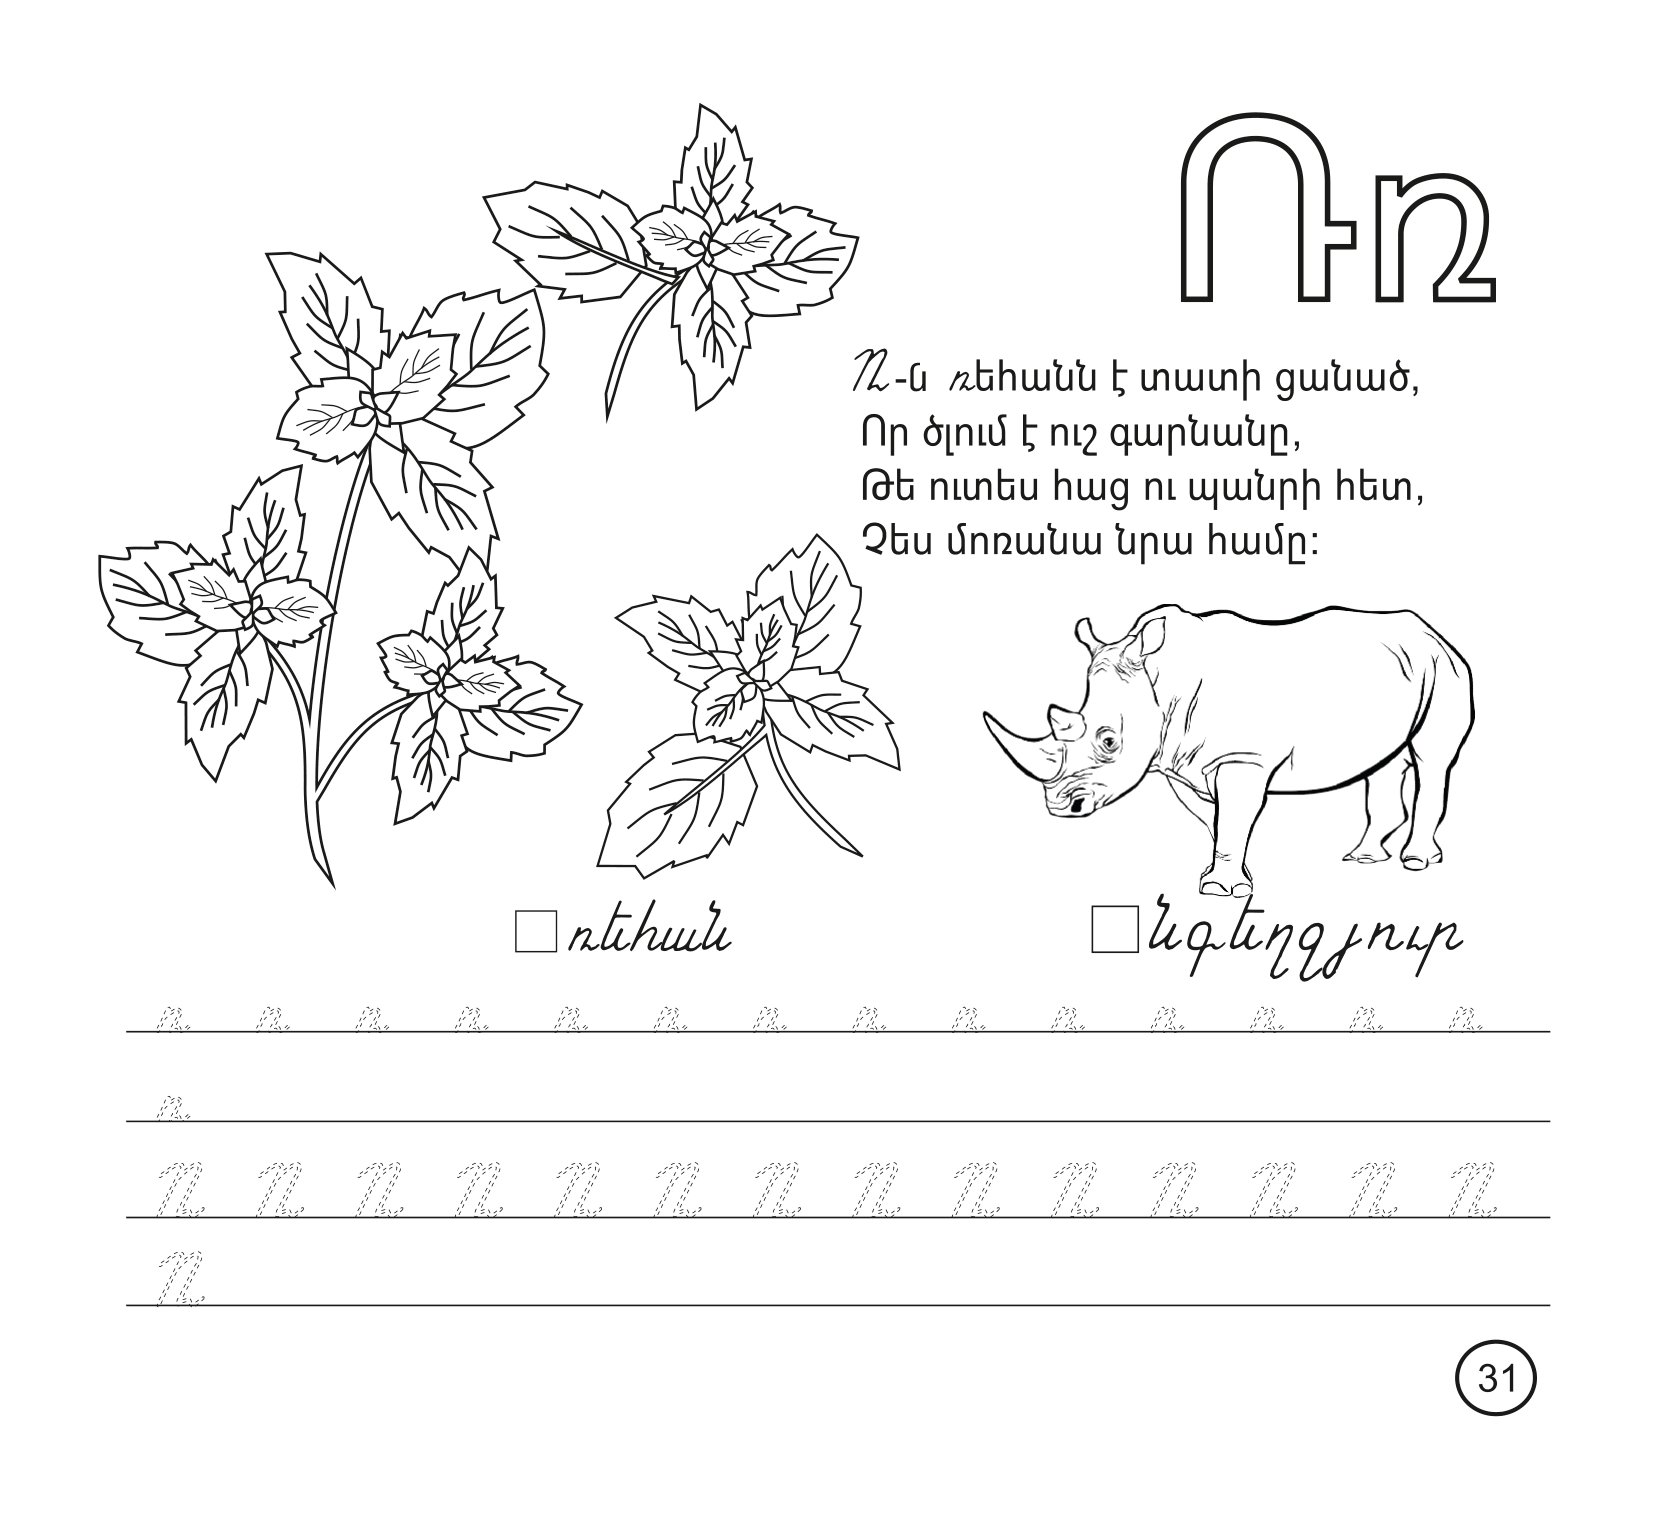 Ռռ
Ռ-ն ռեհանն է տատի ցանած,
Որ ծլում է ուշ գարնանը,
Թե ուտես հաց ու պանրի հետ,
Չես մոռանա նրա համը:
ռեհան
նգեղջյուր
ռ ռ ռ ռ ռ ռ ռ ռ ռ ռ ռ ռ ռ ռ
ռ
Ռ Ռ Ռ Ռ Ռ Ռ Ռ Ռ Ռ Ռ Ռ Ռ Ռ Ռ
Ռ
31